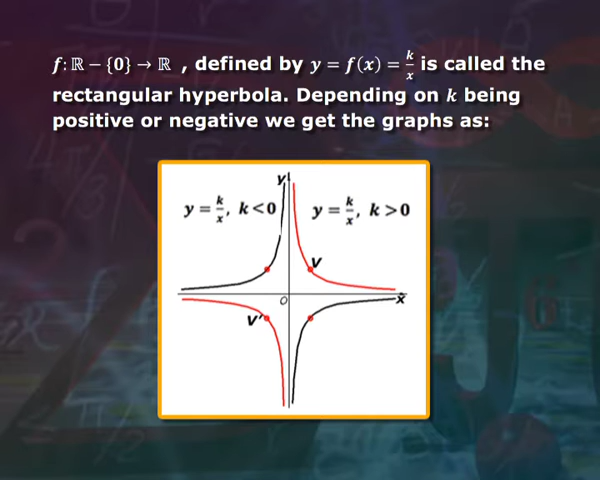 f: ℝ – {0} → ℝ , defined by y = f(x) = k/x is called the
rectangular hyperbola. Depending on k being
positive or negative we get the graphs as:
y
y = k/x, k<0
y = k/x, k>0
V
O
x
V'